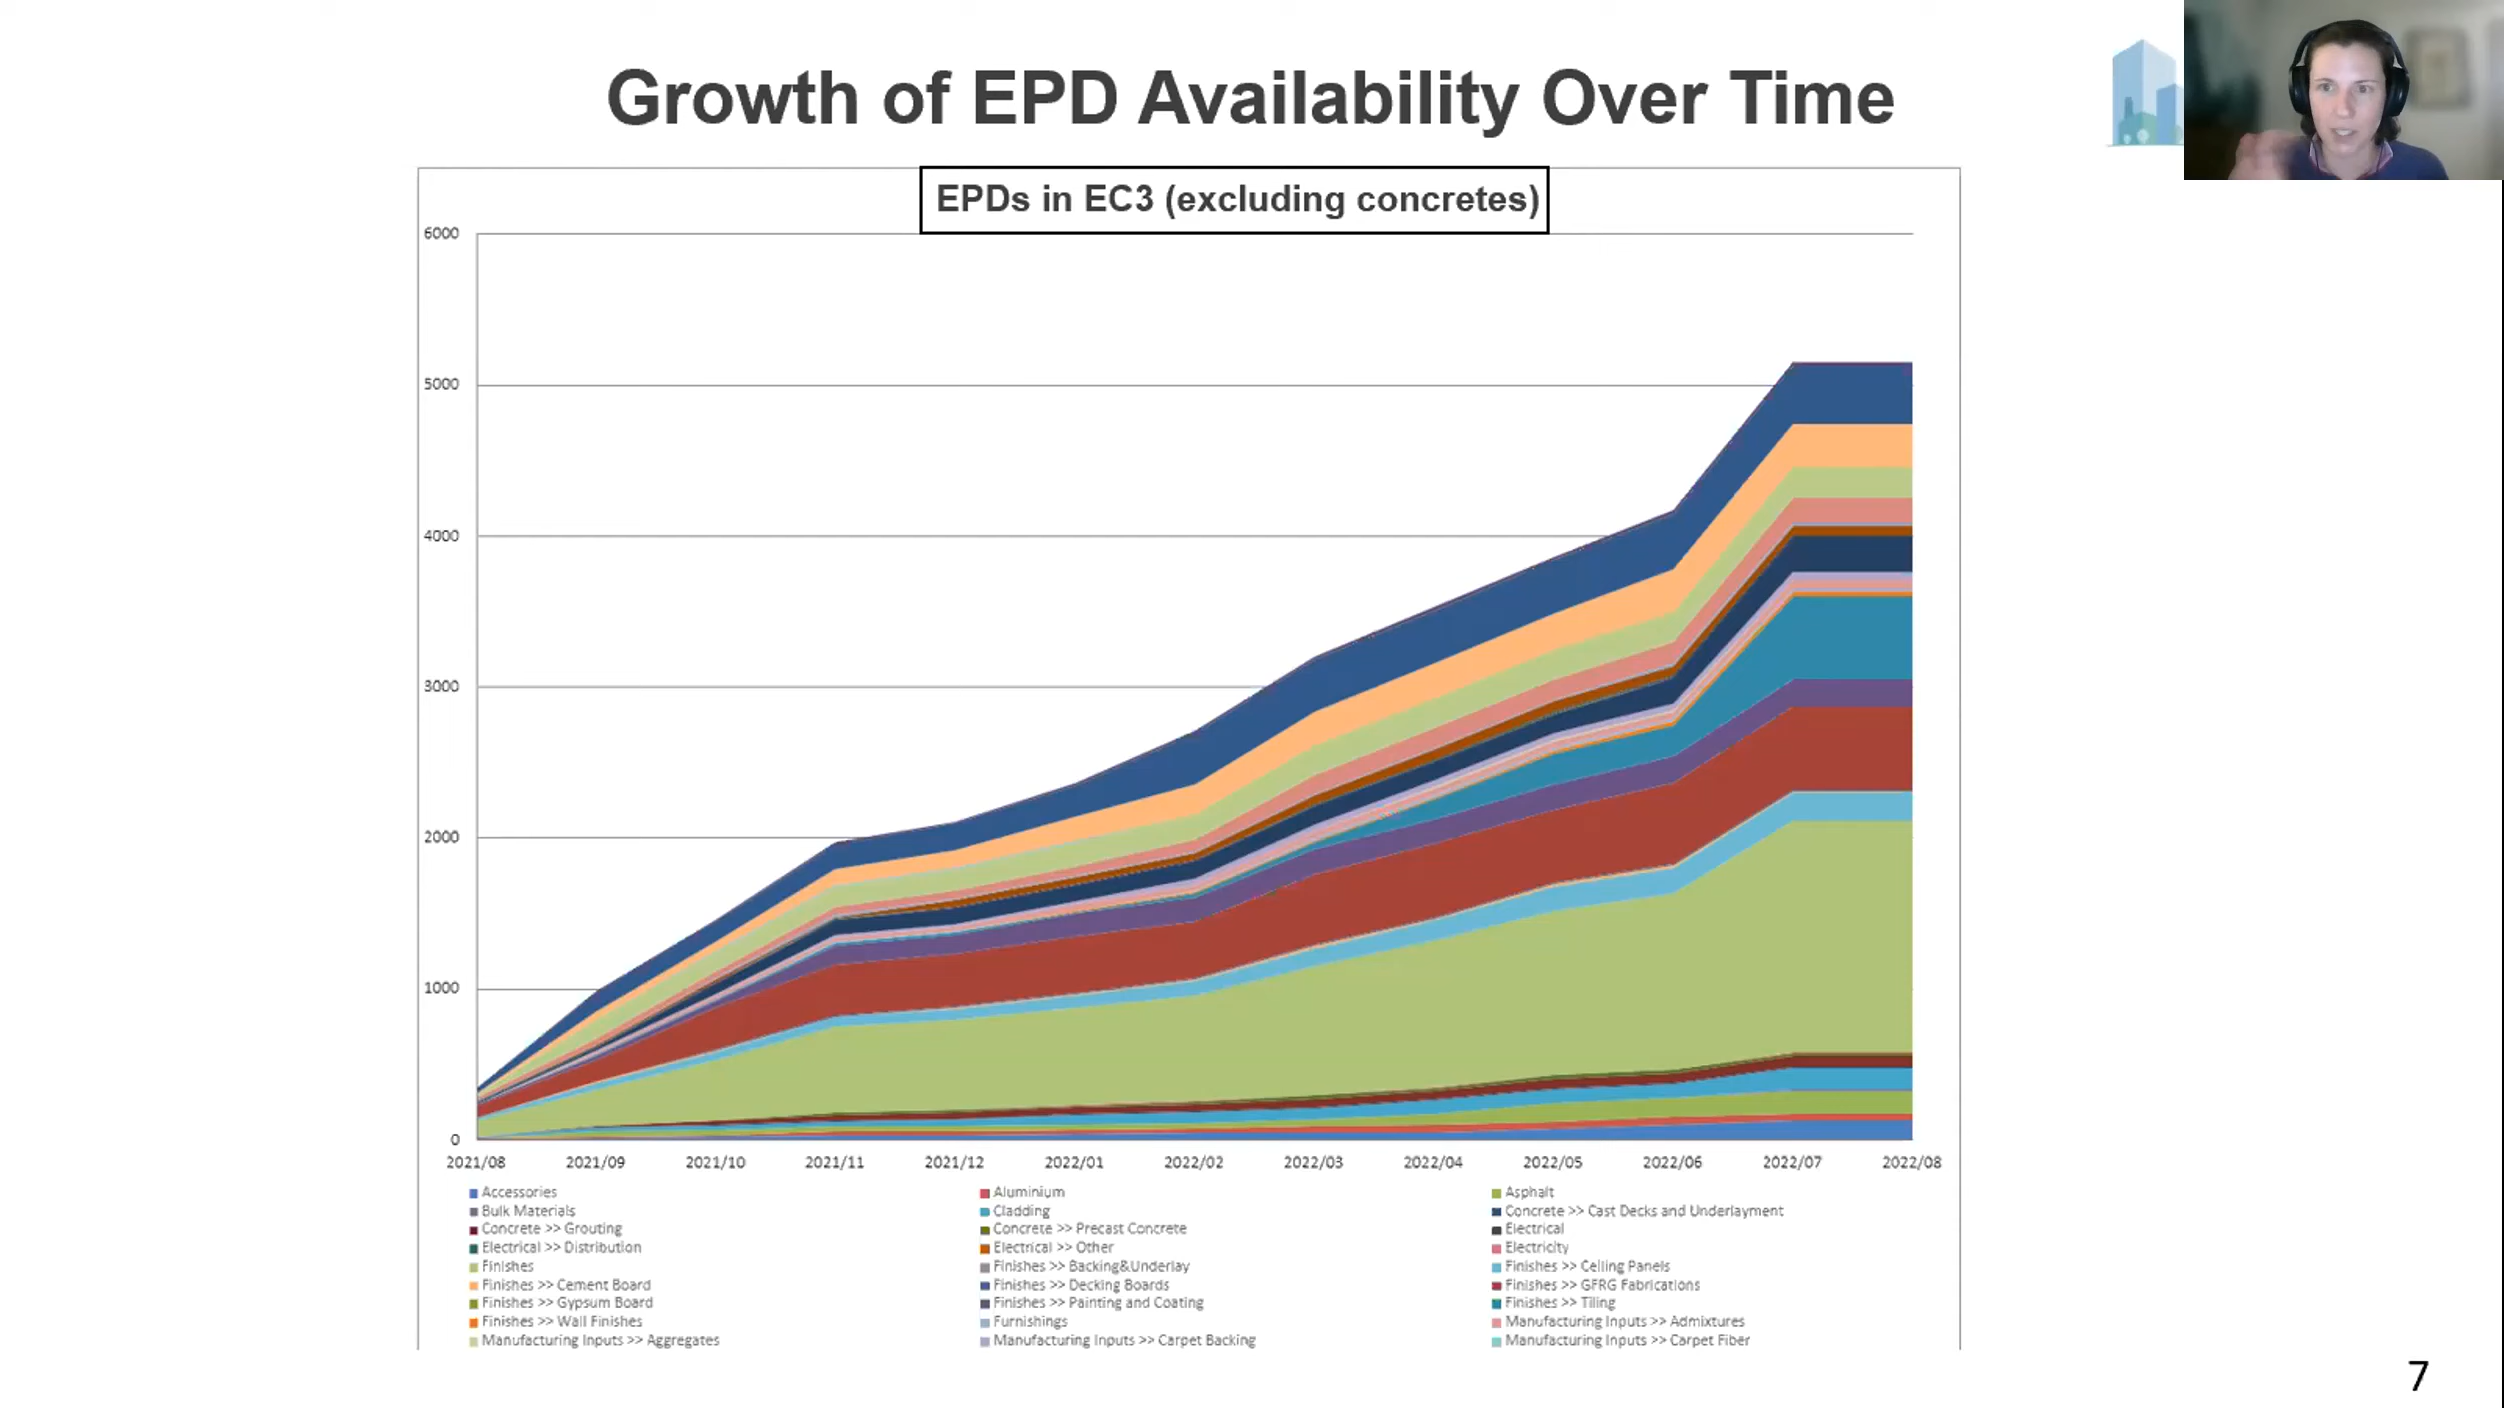 Growth of EPD Availability Over Time
EPDs in EC3 (excluding concretes)
6000
5000
4000
3000
2000
1000
0
2021/08 2021/09 2021/10 2021/11 2021/12 2022/01 2022/02 2022/03 2022/04 2022/05 2022/06 2022/07 2022/08
Accessories Aluminium Asphalt
Bulk Materials Cladding Concrete >> Cast Decks and Underlayment
Concrete >> Grouting Concrete >> Precast Concrete Electrical
Electrical >> Distribution Electrical >> Other Electricity
Finishes Finishes >> Backing&Underlay Finishes >> Ceiling Panels
Finishes >> Cement Board Finishes >> Decking Boards Finishes >> GFRG Fabrications
Finishes >> Gypsum Board Finishes >> Painting and Coating Finishes >> Tiling
Finishes >> Wall Finishes Furnishings Manufacturing Inputs >> Admixtures
Manufacturing Inputs >> Aggregates Manufacturing Inputs >> Carpet Backing Manufacturing Inputs >> Carpet Fiber
7